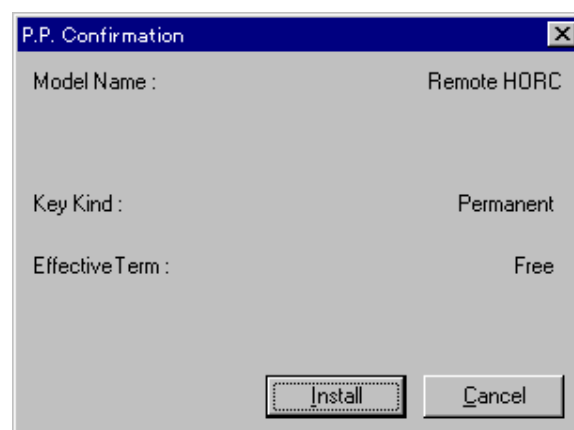 P.P. Confirmation
Model Name : Remote HORC
Key Kind : Permanent
Effective Term : Free
Install Cancel